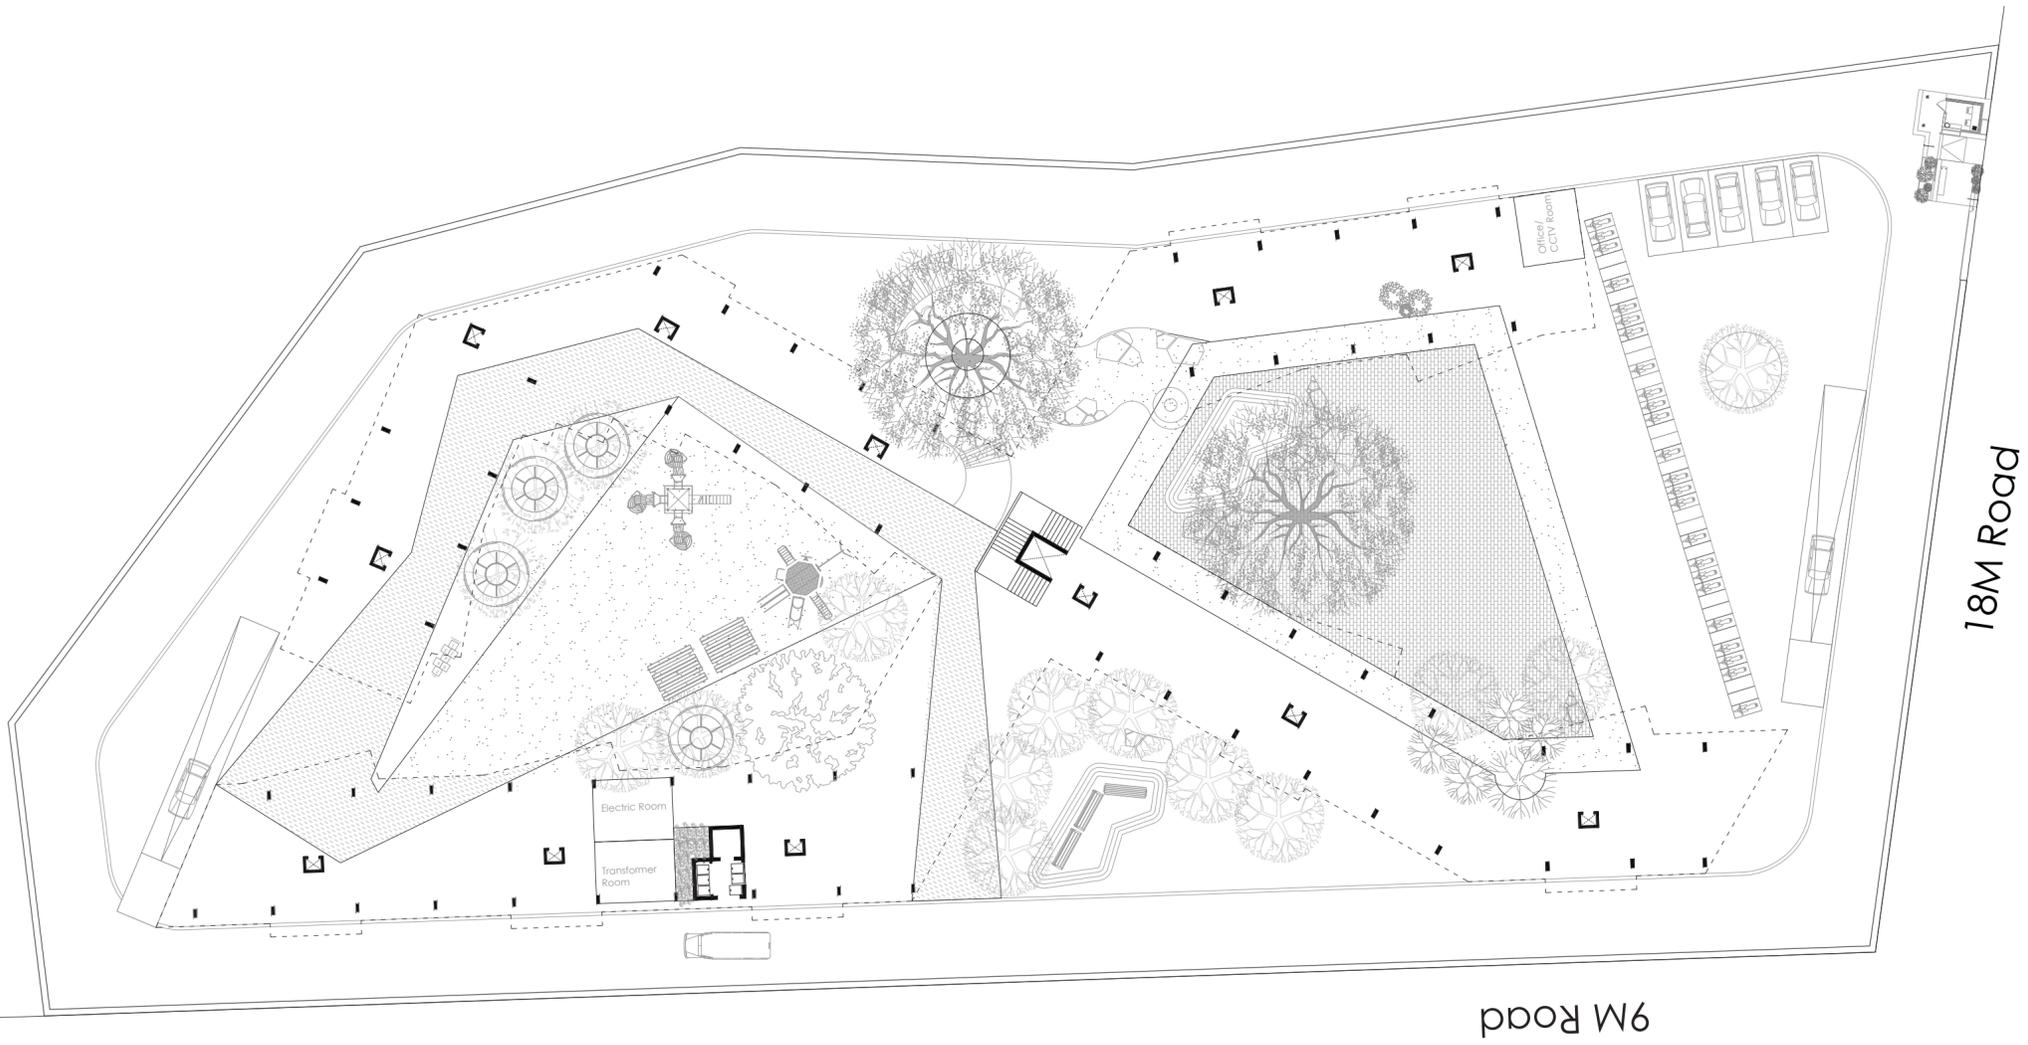 Office/
CCTV Room
18M Road
Electric Room
Transformer
Room
9M Road